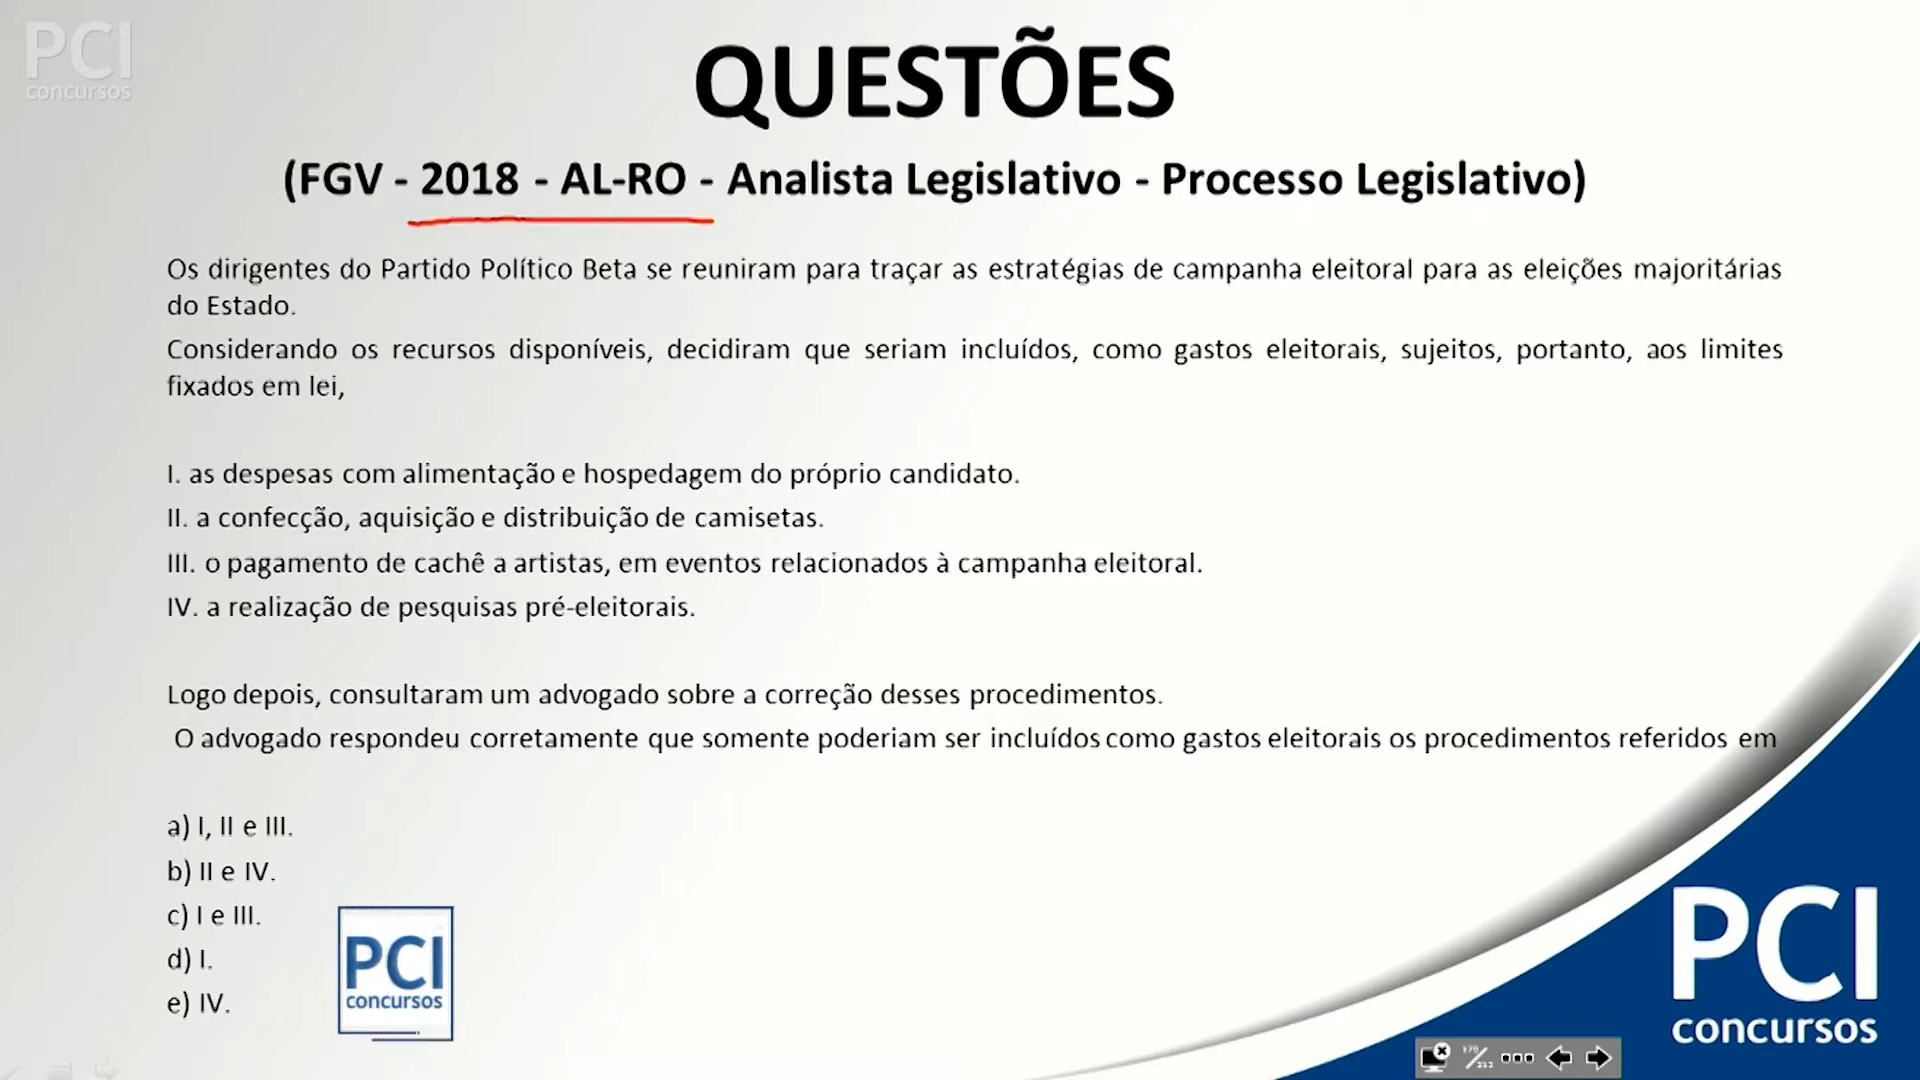 PCI
concursos
QUESTÕES
(FGV - 2018 - AL-RO - Analista Legislativo - Processo Legislativo)
Os dirigentes do Partido Político Beta se reuniram para traçar as estratégias de campanha eleitoral para as eleições majoritárias
do Estado.
Considerando os recursos disponíveis, decidiram que seriam incluídos, como gastos eleitorais, sujeitos, portanto, aos limites
fixados em lei,
I. as despesas com alimentação e hospedagem do próprio candidato.
II. a confecção, aquisição e distribuição de camisetas.
III. o pagamento de cachê a artistas, em eventos relacionados à campanha eleitoral.
IV. a realização de pesquisas pré-eleitorais.
Logo depois, consultaram um advogado sobre a correção desses procedimentos.
O advogado respondeu corretamente que somente poderiam ser incluídos como gastos eleitorais os procedimentos referidos em
a) I, II e III.
b) II e IV.
c) I e III.
d) I.
e) IV.
PCI
concursos
PCI
concursos